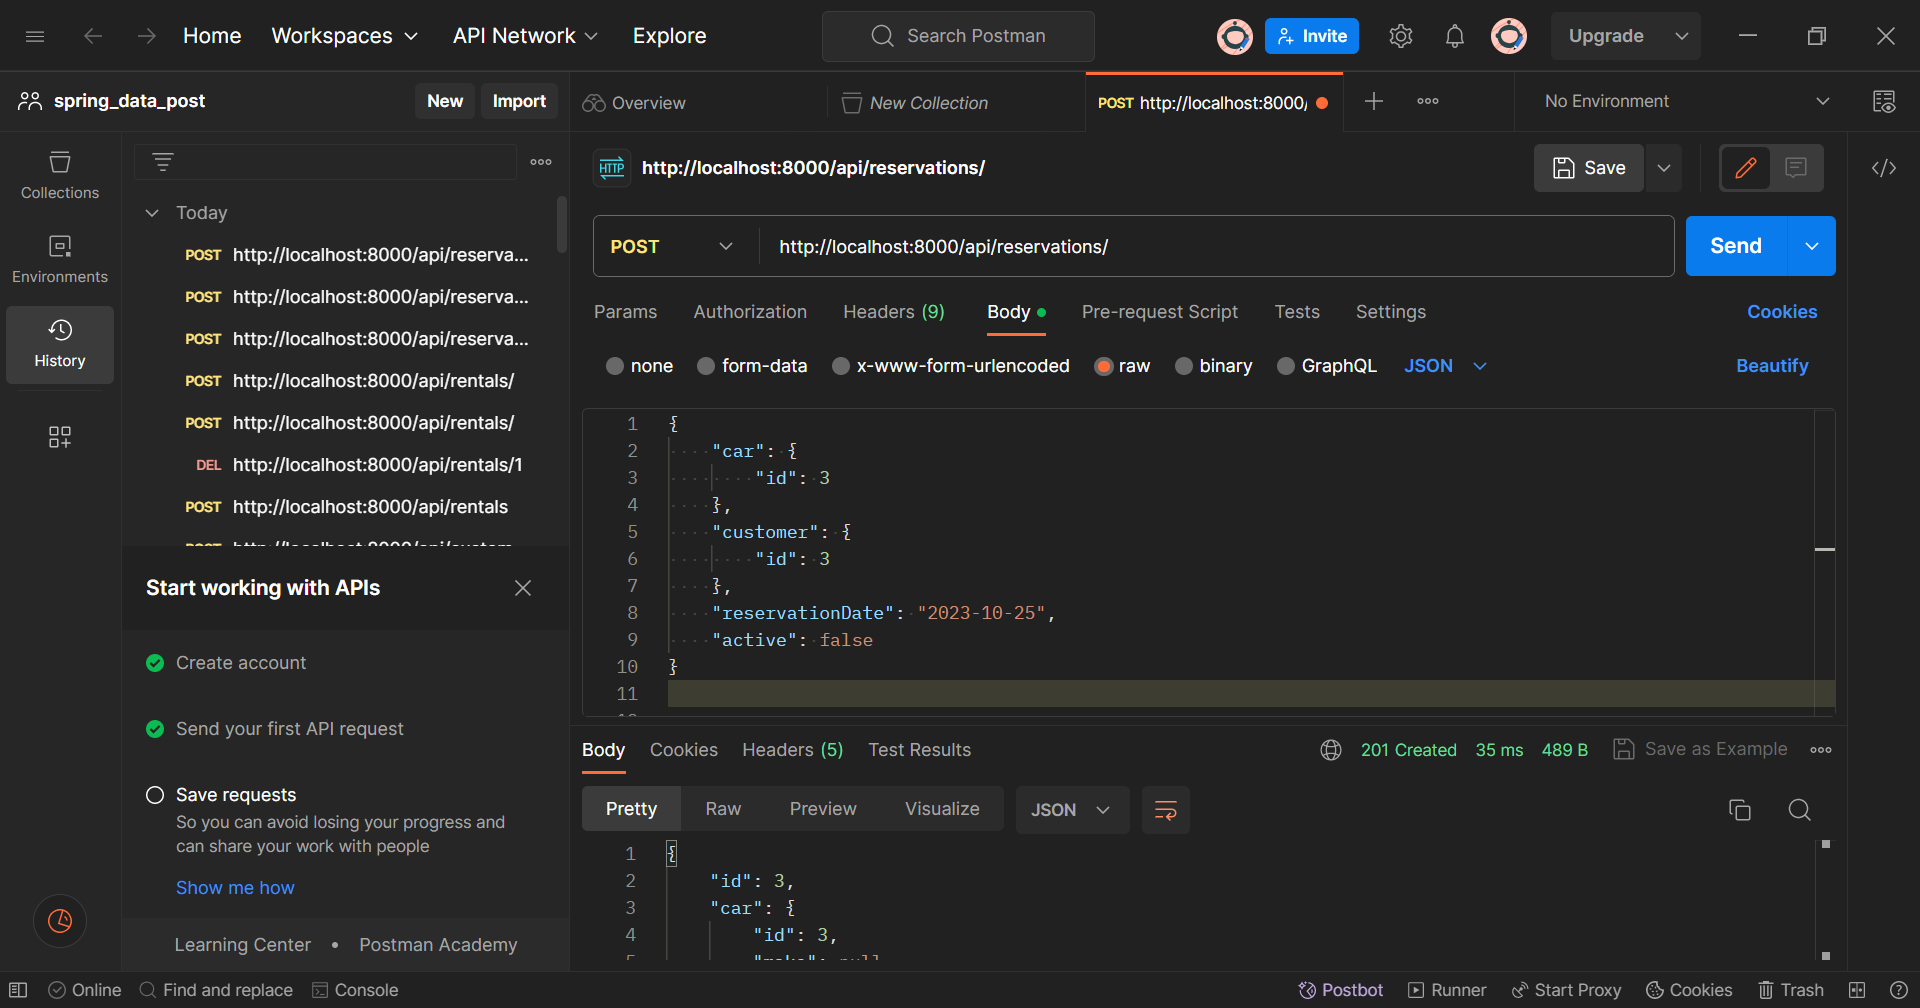 Home Workspaces API Network Explore Search Postman Invite Upgrade
spring_data_post New Import Overview New Collection POST http://localhost:8000/ No Environment
Collections
Environments
History
Today
POST http://localhost:8000/api/reserva...
POST http://localhost:8000/api/reserva...
POST http://localhost:8000/api/reserva...
POST http://localhost:8000/api/rentals/
POST http://localhost:8000/api/rentals/
DEL http://localhost:8000/api/rentals/1
POST http://localhost:8000/api/rentals
Start working with APIs
Create account
Send your first API request
Save requests
So you can avoid losing your progress and
can share your work with people
Show me how
Learning Center • Postman Academy
HTTP http://localhost:8000/api/reservations/ Save
POST http://localhost:8000/api/reservations/ Send
Params Authorization Headers (9) Body Pre-request Script Tests Settings Cookies
none form-data x-www-form-urlencoded raw binary GraphQL JSON Beautify
1 {
2 "car": {
3 "id": 3
4 },
5 "customer": {
6 "id": 3
7 },
8 "reservationDate": "2023-10-25",
9 "active": false
10 }
11
Body Cookies Headers (5) Test Results 201 Created 35 ms 489 B Save as Example
Pretty Raw Preview Visualize JSON
1 {
2 "id": 3,
3 "car": {
4 "id": 3,
Online Find and replace Console Postbot Runner Start Proxy Cookies Trash